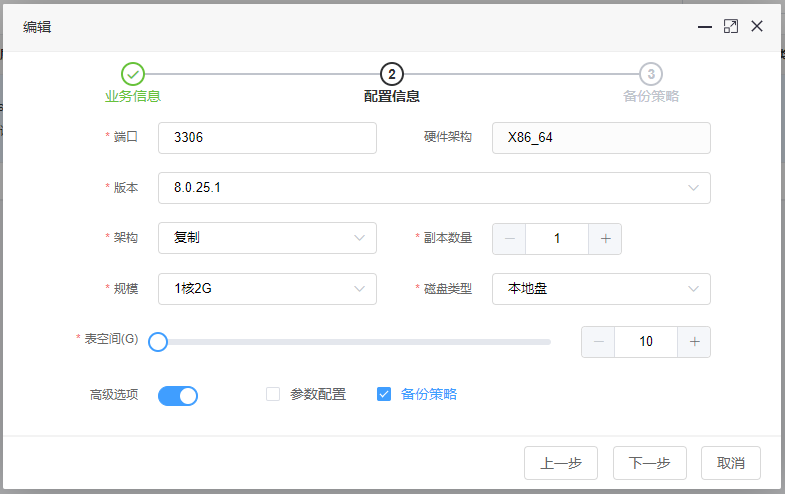 编辑
2 3
业务信息 配置信息 备份策略
* 端口 3306 硬件架构 X86_64
* 版本 8.0.25.1
* 架构 复制 * 副本数量 1
* 规模 1核2G * 磁盘类型 本地盘
* 表空间(G) 10
高级选项 参数配置 备份策略
上一步 下一步 取消